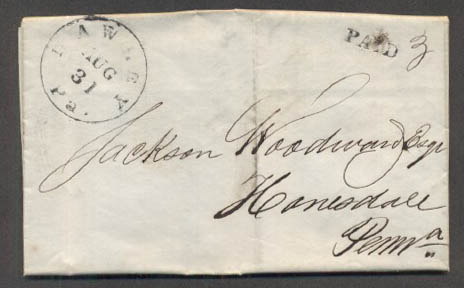 HAWLEY
AUG
31
Pa.
PAID 3
Jackson Woodward Esqr
Honesdale
Penna